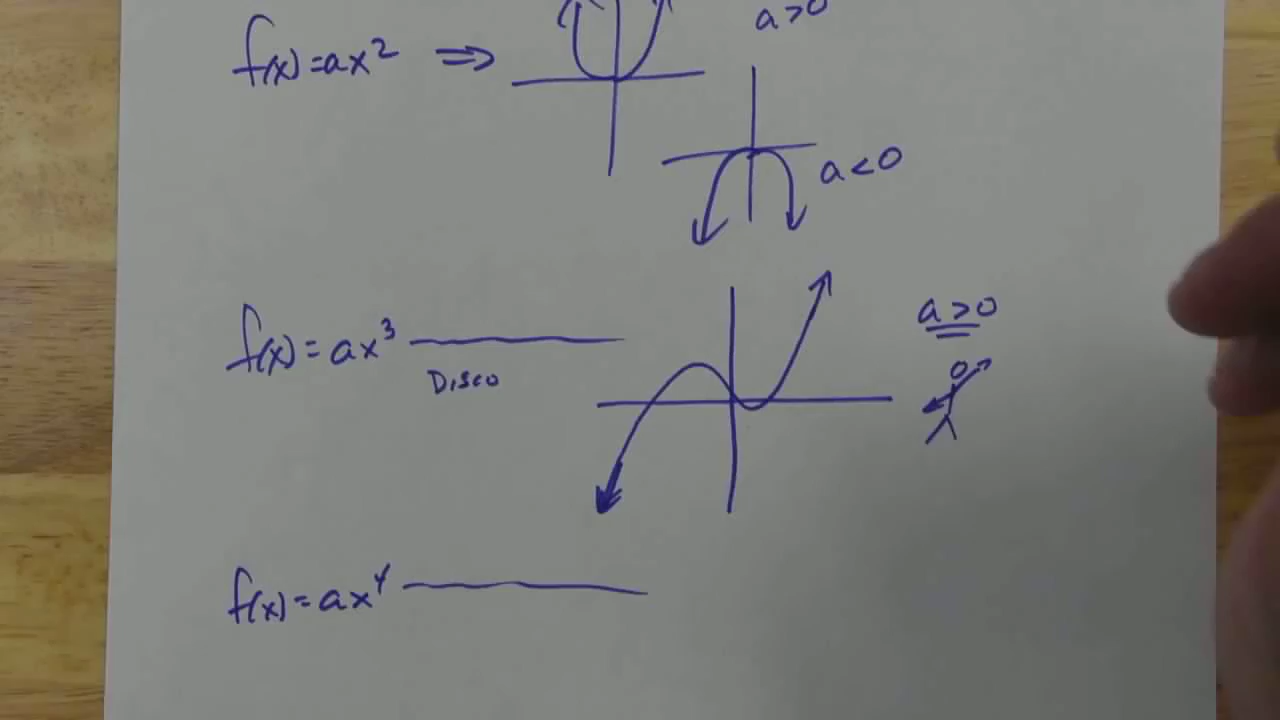 f(x)=ax² ⇒
a>0
a<0
f(x)=ax³
a>0
Disco
f(x)=ax⁴